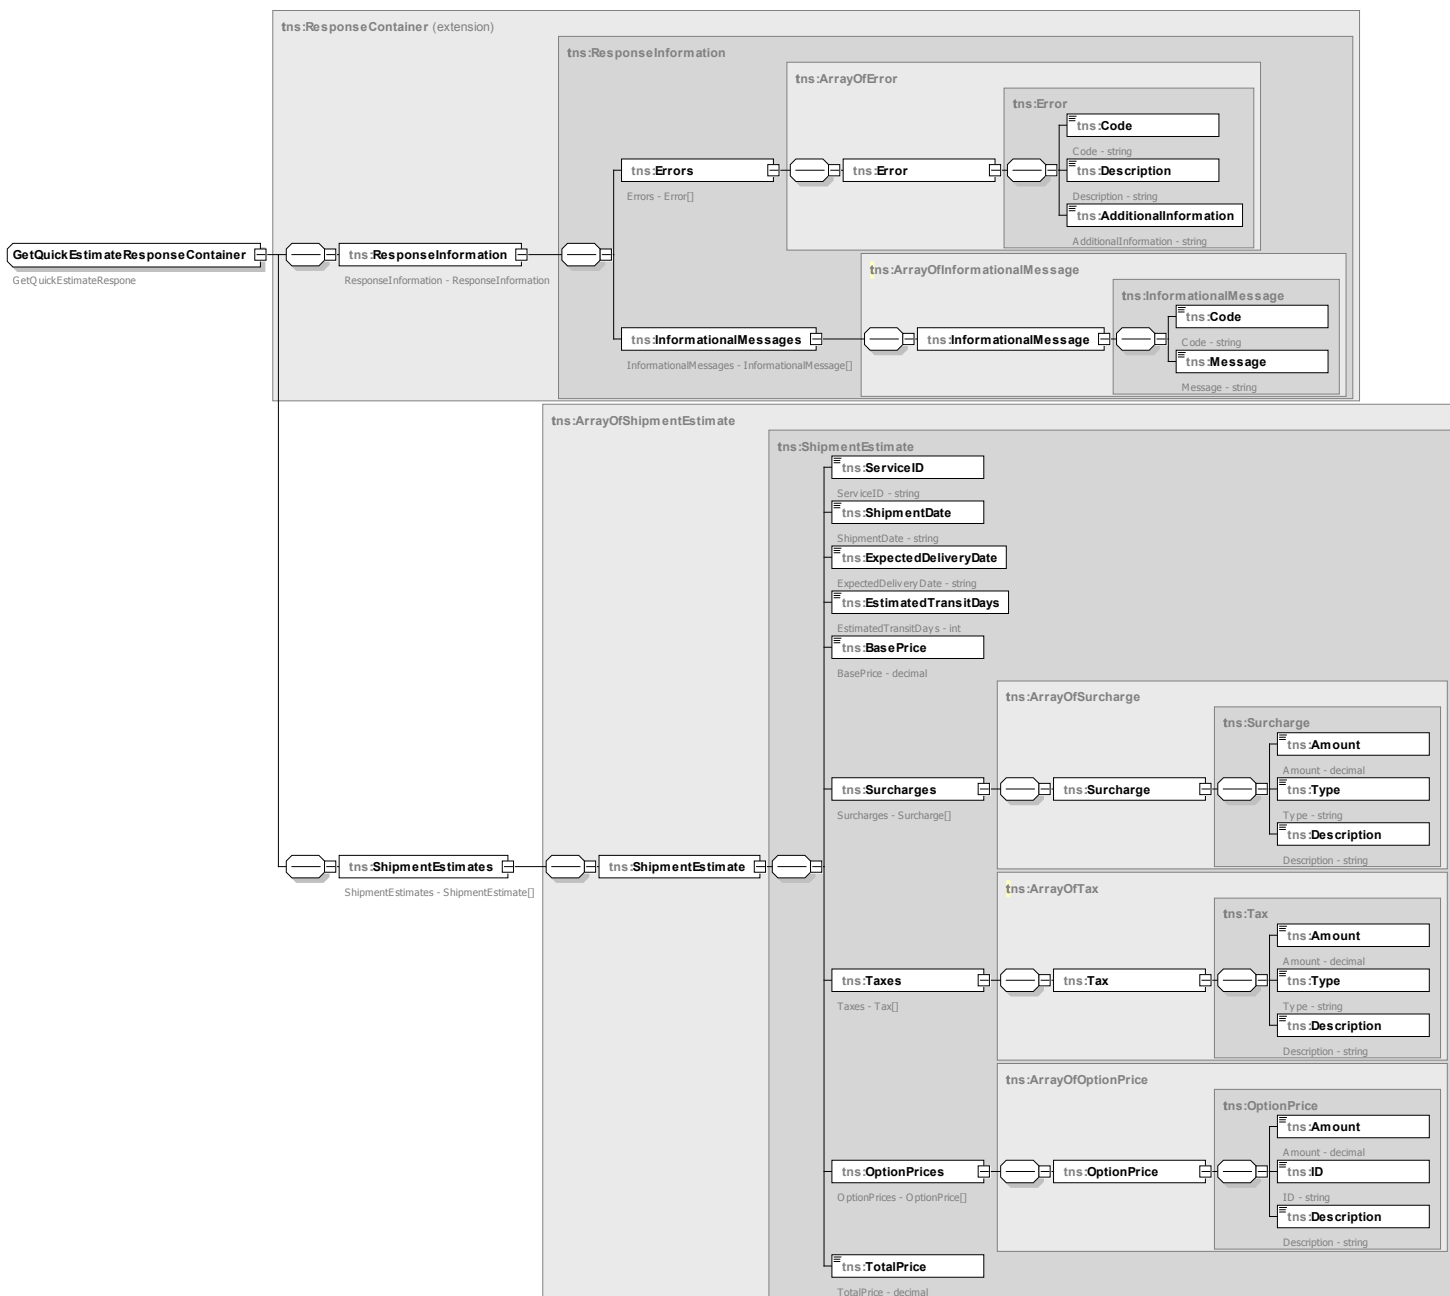 tns:ResponseContainer (extension)
tns:ResponseInformation
tns:ArrayOfError
tns:Error
tns:Code
Code - string
tns:Errors
tns:Error
tns:Description
Errors - Error[]
Description - string
tns:AdditionalInformation
AdditionalInformation - string
GetQuickEstimateResponseContainer
tns:ResponseInformation
GetQuickEstimateRespone
ResponseInformation - ResponseInformation
tns:ArrayOfInformationalMessage
tns:InformationalMessage
tns:Code
Code - string
tns:InformationalMessages
tns:InformationalMessage
InformationalMessages - InformationalMessage[]
tns:Message
Message - string
tns:ArrayOfShipmentEstimate
tns:ShipmentEstimate
tns:ServiceID
ServiceID - string
tns:ShipmentDate
ShipmentDate - string
tns:ExpectedDeliveryDate
ExpectedDeliveryDate - string
tns:EstimatedTransitDays
EstimatedTransitDays - int
tns:BasePrice
BasePrice - decimal
tns:ArrayOfSurcharge
tns:Surcharge
tns:Amount
Amount - decimal
tns:Surcharges
tns:Surcharge
tns:Type
Surcharges - Surcharge[]
Type - string
tns:Description
Description - string
tns:ShipmentEstimates
tns:ShipmentEstimate
ShipmentEstimates - ShipmentEstimate[]
tns:ArrayOfTax
tns:Tax
tns:Amount
Amount - decimal
tns:Taxes
tns:Tax
tns:Type
Taxes - Tax[]
Type - string
tns:Description
Description - string
tns:ArrayOfOptionPrice
tns:OptionPrice
tns:Amount
Amount - decimal
tns:OptionPrices
tns:OptionPrice
tns:ID
OptionPrices - OptionPrice[]
ID - string
tns:Description
Description - string
tns:TotalPrice
TotalPrice - decimal